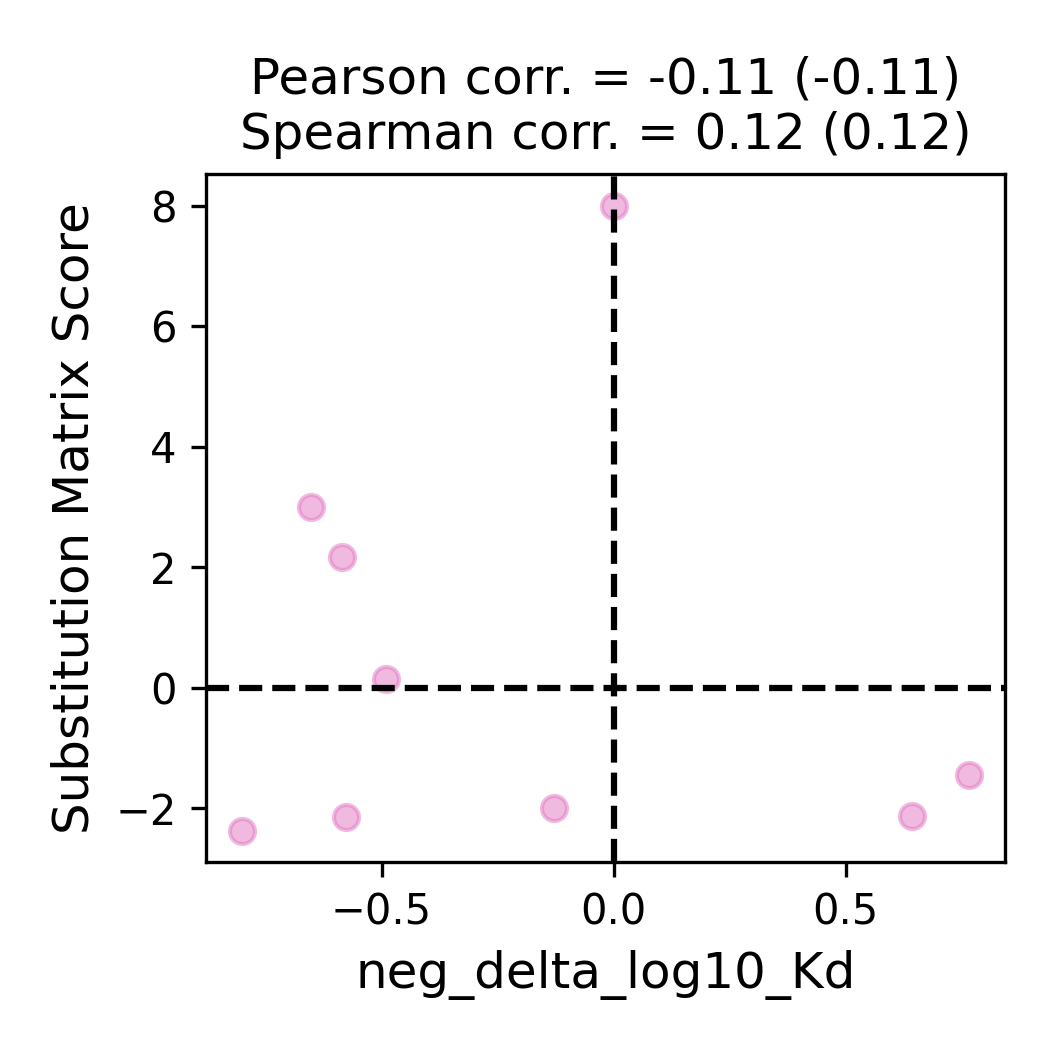 Pearson corr. = -0.11 (-0.11)
Spearman corr. = 0.12 (0.12)
Substitution Matrix Score
8
6
4
2
0
−2
−0.5
0.0
0.5
neg_delta_log10_Kd